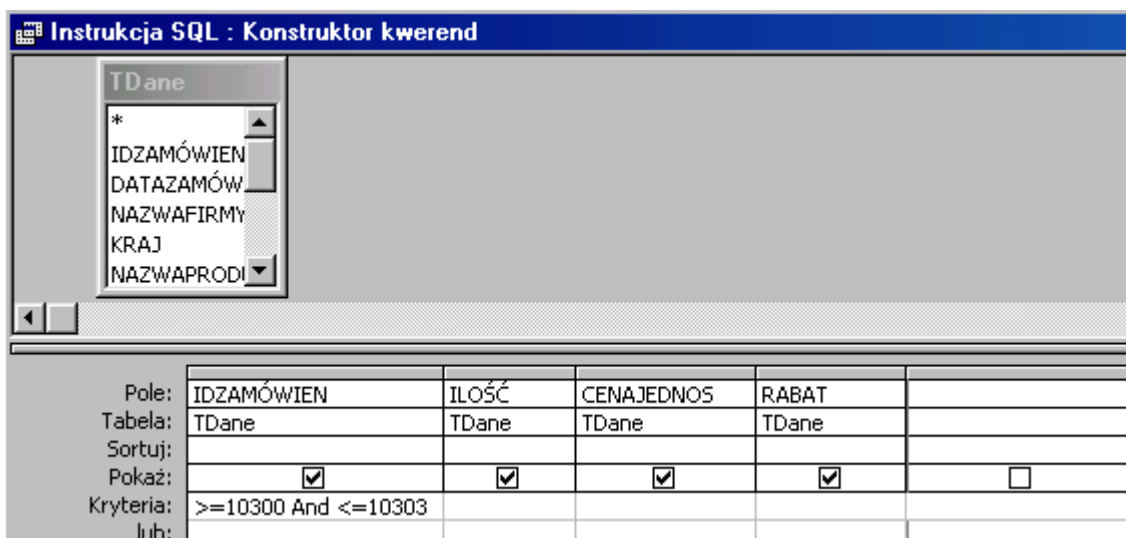 Instrukcja SQL : Konstruktor kwerend
TDane
*
IDZAMÓWIEN
DATAZAMÓW
NAZWAFIRMY
KRAJ
NAZWAPRODU
Pole: IDZAMÓWIEN ILOŚĆ CENAJEDNOS RABAT
Tabela: TDane TDane TDane TDane
Sortuj:
Pokaż:
Kryteria: >=10300 And <=10303
lub: